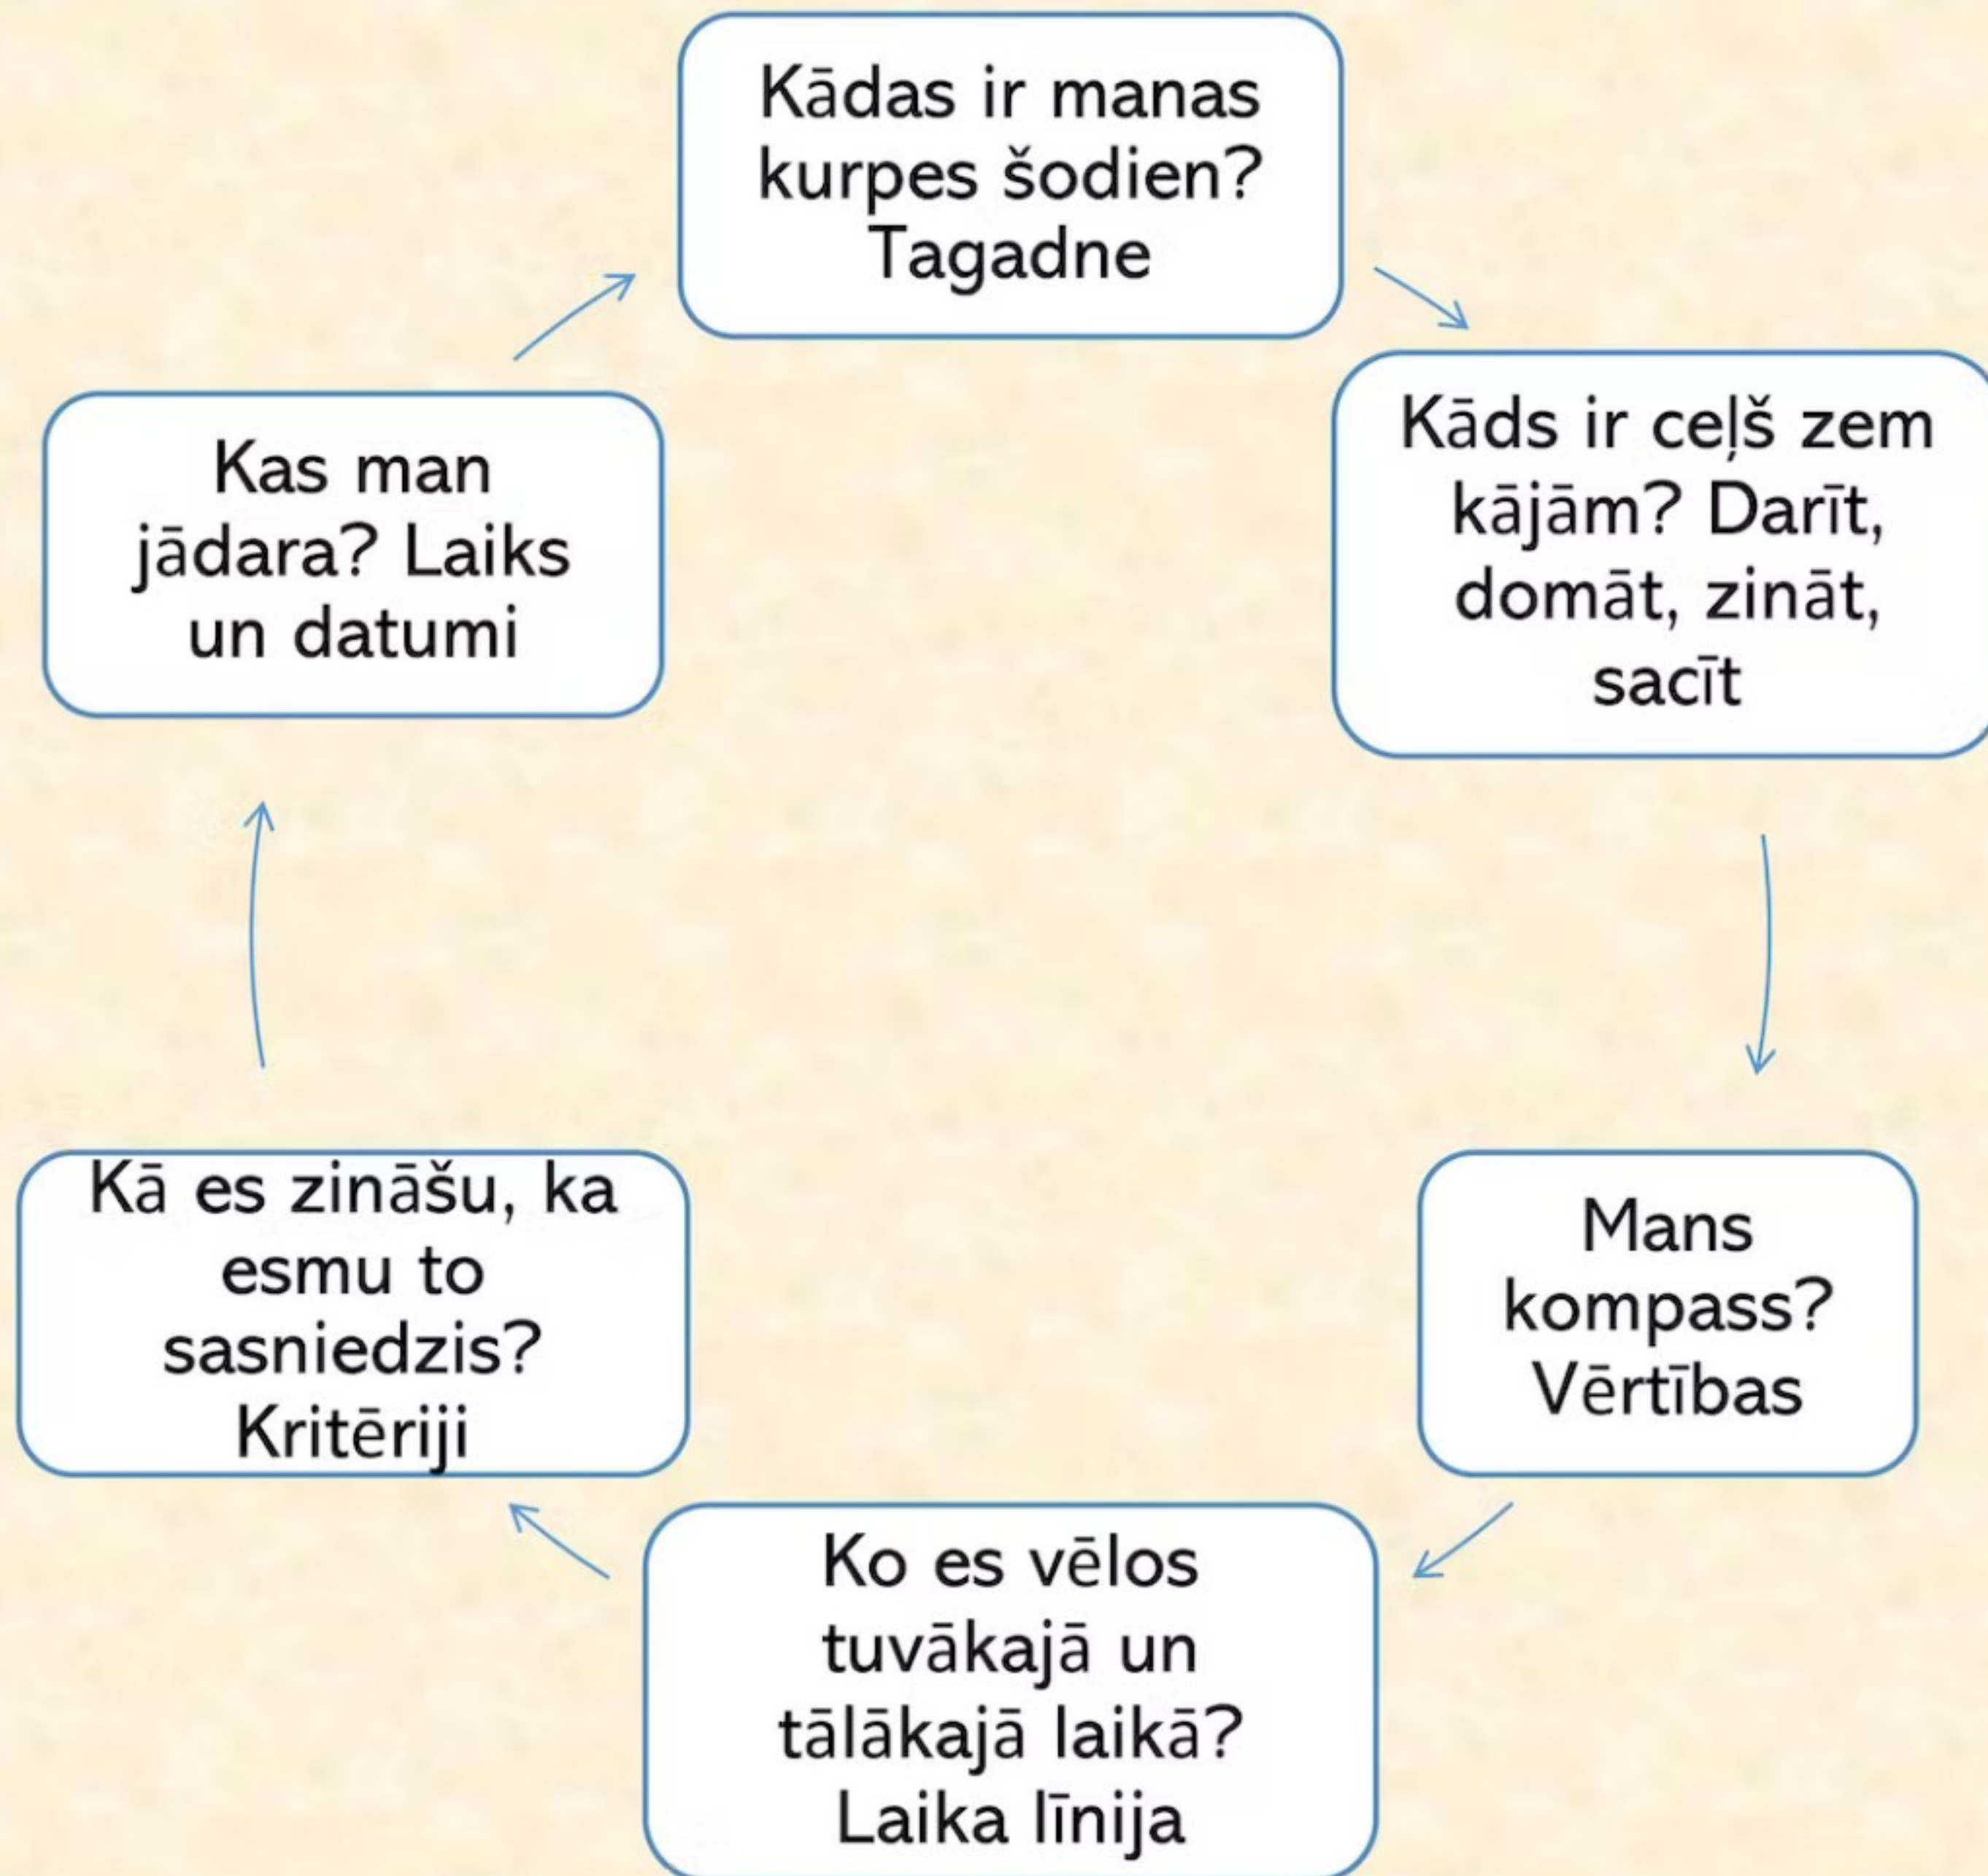 Kādas ir manas
kurpes šodien?
Tagadne
Kāds ir ceļš zem
kājām? Darīt,
domāt, zināt,
sacīt
Mans
kompass?
Vērtības
Ko es vēlos
tuvākajā un
tālākajā laikā?
Laika līnija
Kā es zināšu, ka
esmu to
sasniedzis?
Kritēriji
Kas man
jādara? Laiks
un datumi